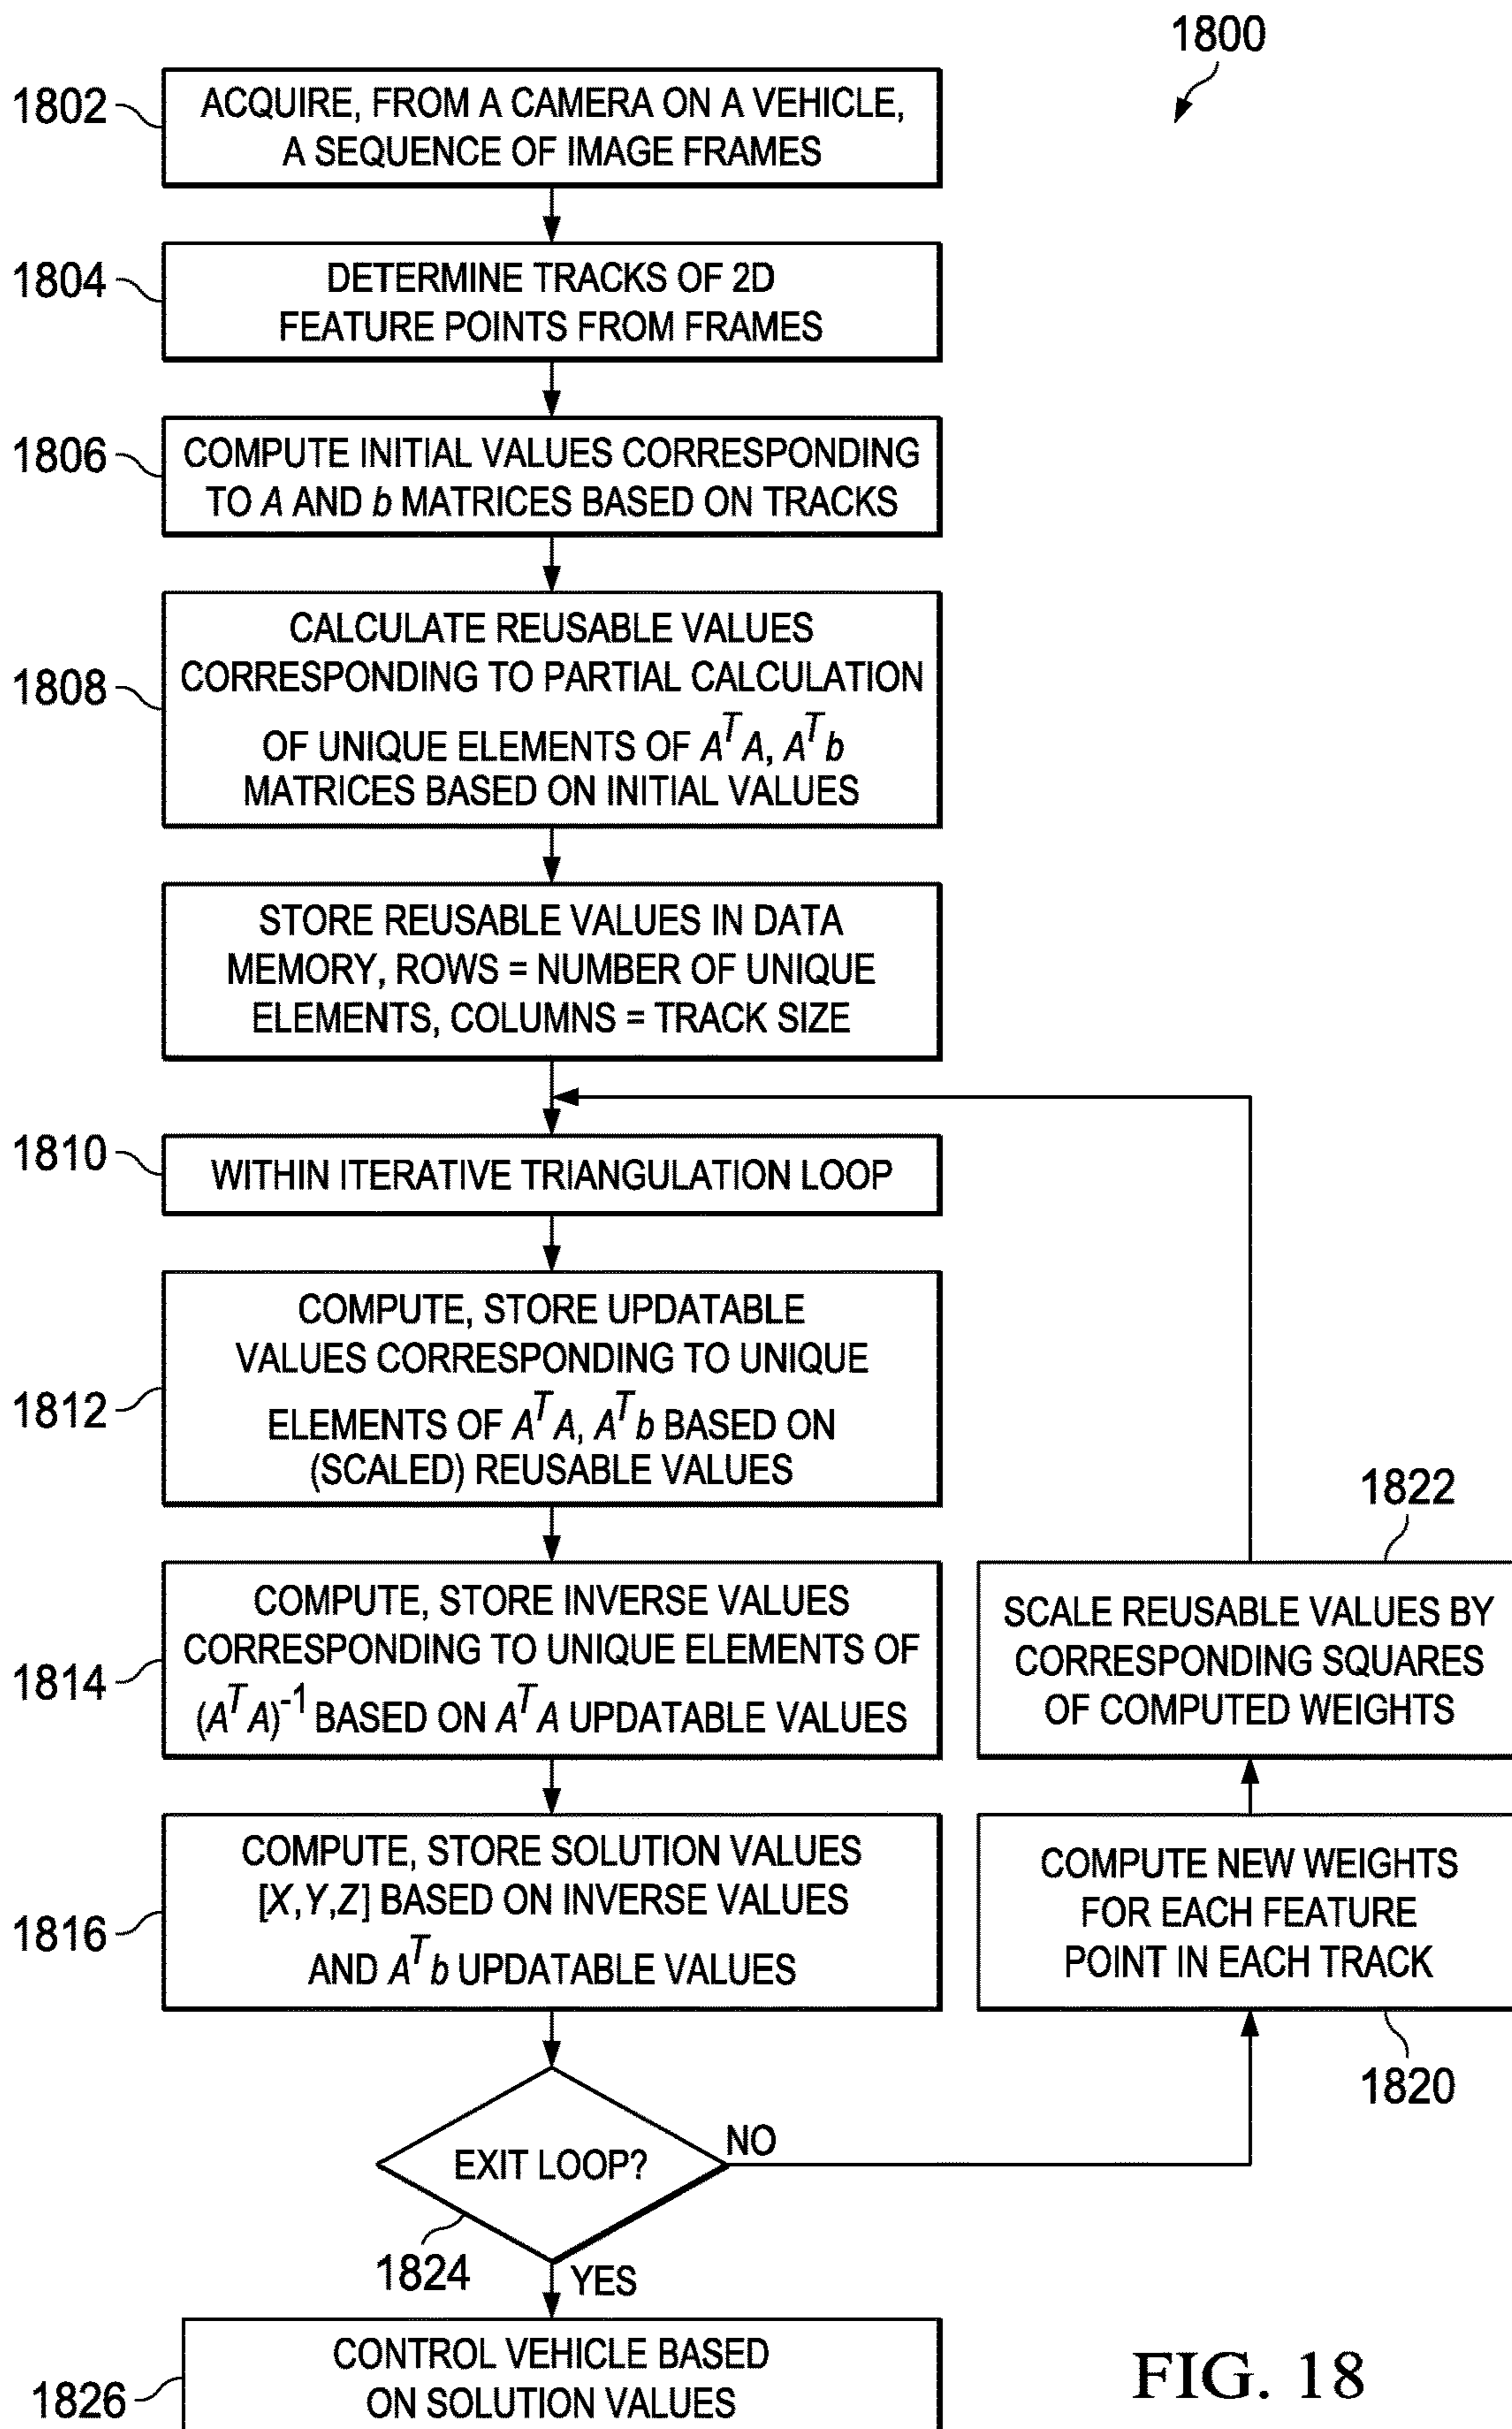 1800
1802
ACQUIRE, FROM A CAMERA ON A VEHICLE,
A SEQUENCE OF IMAGE FRAMES
1804
DETERMINE TRACKS OF 2D
FEATURE POINTS FROM FRAMES
1806
COMPUTE INITIAL VALUES CORRESPONDING
TO A AND b MATRICES BASED ON TRACKS
1808
CALCULATE REUSABLE VALUES
CORRESPONDING TO PARTIAL CALCULATION
OF UNIQUE ELEMENTS OF A^T A, A^T b
MATRICES BASED ON INITIAL VALUES
STORE REUSABLE VALUES IN DATA
MEMORY, ROWS = NUMBER OF UNIQUE
ELEMENTS, COLUMNS = TRACK SIZE
1810
WITHIN ITERATIVE TRIANGULATION LOOP
1812
COMPUTE, STORE UPDATABLE
VALUES CORRESPONDING TO UNIQUE
ELEMENTS OF A^T A, A^T b BASED ON
(SCALED) REUSABLE VALUES
1814
COMPUTE, STORE INVERSE VALUES
CORRESPONDING TO UNIQUE ELEMENTS OF
(A^T A)^-1 BASED ON A^T A UPDATABLE VALUES
1816
COMPUTE, STORE SOLUTION VALUES
[X,Y,Z] BASED ON INVERSE VALUES
AND A^T b UPDATABLE VALUES
1822
SCALE REUSABLE VALUES BY
CORRESPONDING SQUARES
OF COMPUTED WEIGHTS
COMPUTE NEW WEIGHTS
FOR EACH FEATURE
POINT IN EACH TRACK
1820
EXIT LOOP?
NO
1824
YES
1826
CONTROL VEHICLE BASED
ON SOLUTION VALUES
FIG. 18